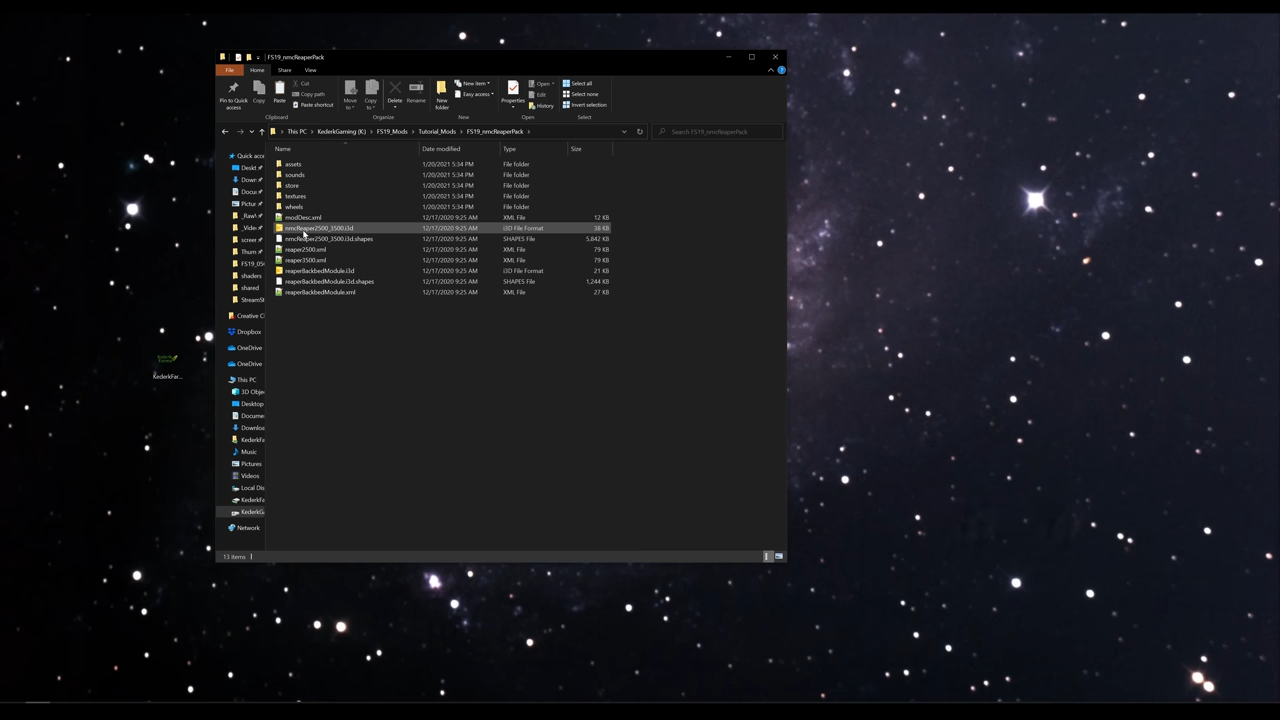 FS19_nmcReaperPack
File Home Share View
Pin to Quick access
Copy
Paste
Cut
Copy path
Paste shortcut
Clipboard
Move to
Copy to
Delete
Rename
Organize
New folder
New item
Easy access
New
Properties
Open
Edit
History
Open
Select all
Select none
Invert selection
Select
This PC > KederkGaming (K:) > FS19_Mods > Tutorial_Mods > FS19_nmcReaperPack >
Search FS19_nmcReaperPack
Name Date modified Type Size
assets 1/20/2021 5:34 PM File folder
sounds 1/20/2021 5:34 PM File folder
store 1/20/2021 5:34 PM File folder
textures 1/20/2021 5:34 PM File folder
wheels 1/20/2021 5:34 PM File folder
modDesc.xml 12/17/2020 9:25 AM XML File 12 KB
nmcReaper2500_3500.i3d 12/17/2020 9:25 AM i3D File Format 38 KB
nmcReaper2500_3500.i3d.shapes 12/17/2020 9:25 AM SHAPES File 5,842 KB
reaper2500.xml 12/17/2020 9:25 AM XML File 79 KB
reaper3500.xml 12/17/2020 9:25 AM XML File 79 KB
reaperBackbedModule.i3d 12/17/2020 9:25 AM i3D File Format 21 KB
reaperBackbedModule.i3d.shapes 12/17/2020 9:25 AM SHAPES File 1,244 KB
reaperBackbedModule.xml 12/17/2020 9:25 AM XML File 27 KB
Quick acce
Deskt
Down
Docu
Pictur
_Raw
_Vide
screer
Thum
FS19_05
shaders
shared
StreamSt
Creative Cl
Dropbox
OneDrive
OneDrive
This PC
3D Objec
Desktop
Docume
Downloa
KederkFa
Music
Pictures
Videos
Local Dis
KederkFa
KederkGa
Network
13 items
KederkFar...